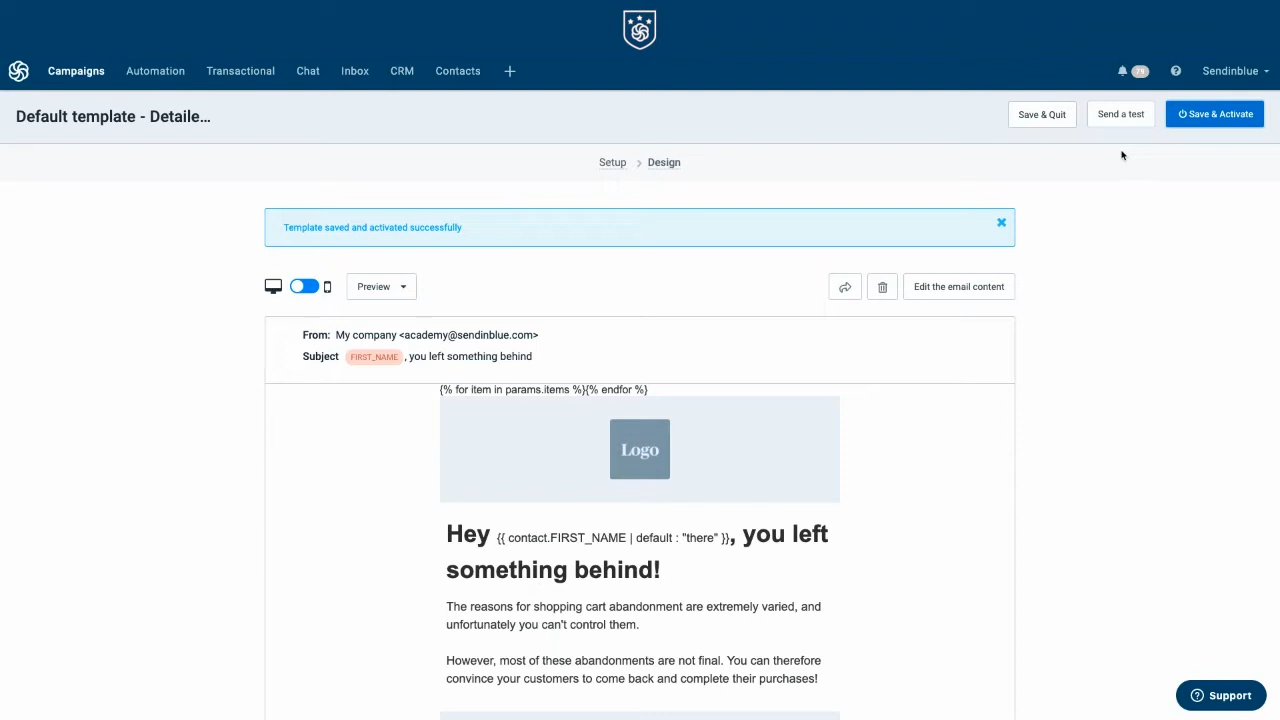 Campaigns Automation Transactional Chat Inbox CRM Contacts 79 Sendinblue
Default template - Detaile...
Save & Quit Send a test Save & Activate
Setup Design
Template saved and activated successfully
Preview Edit the email content
From: My company <academy@sendinblue.com>
Subject FIRST_NAME, you left something behind
{% for item in params.items %}{% endfor %}
Logo
Hey {{ contact.FIRST_NAME | default : "there" }}, you left
something behind!
The reasons for shopping cart abandonment are extremely varied, and
unfortunately you can't control them.
However, most of these abandonments are not final. You can therefore
convince your customers to come back and complete their purchases!
Support